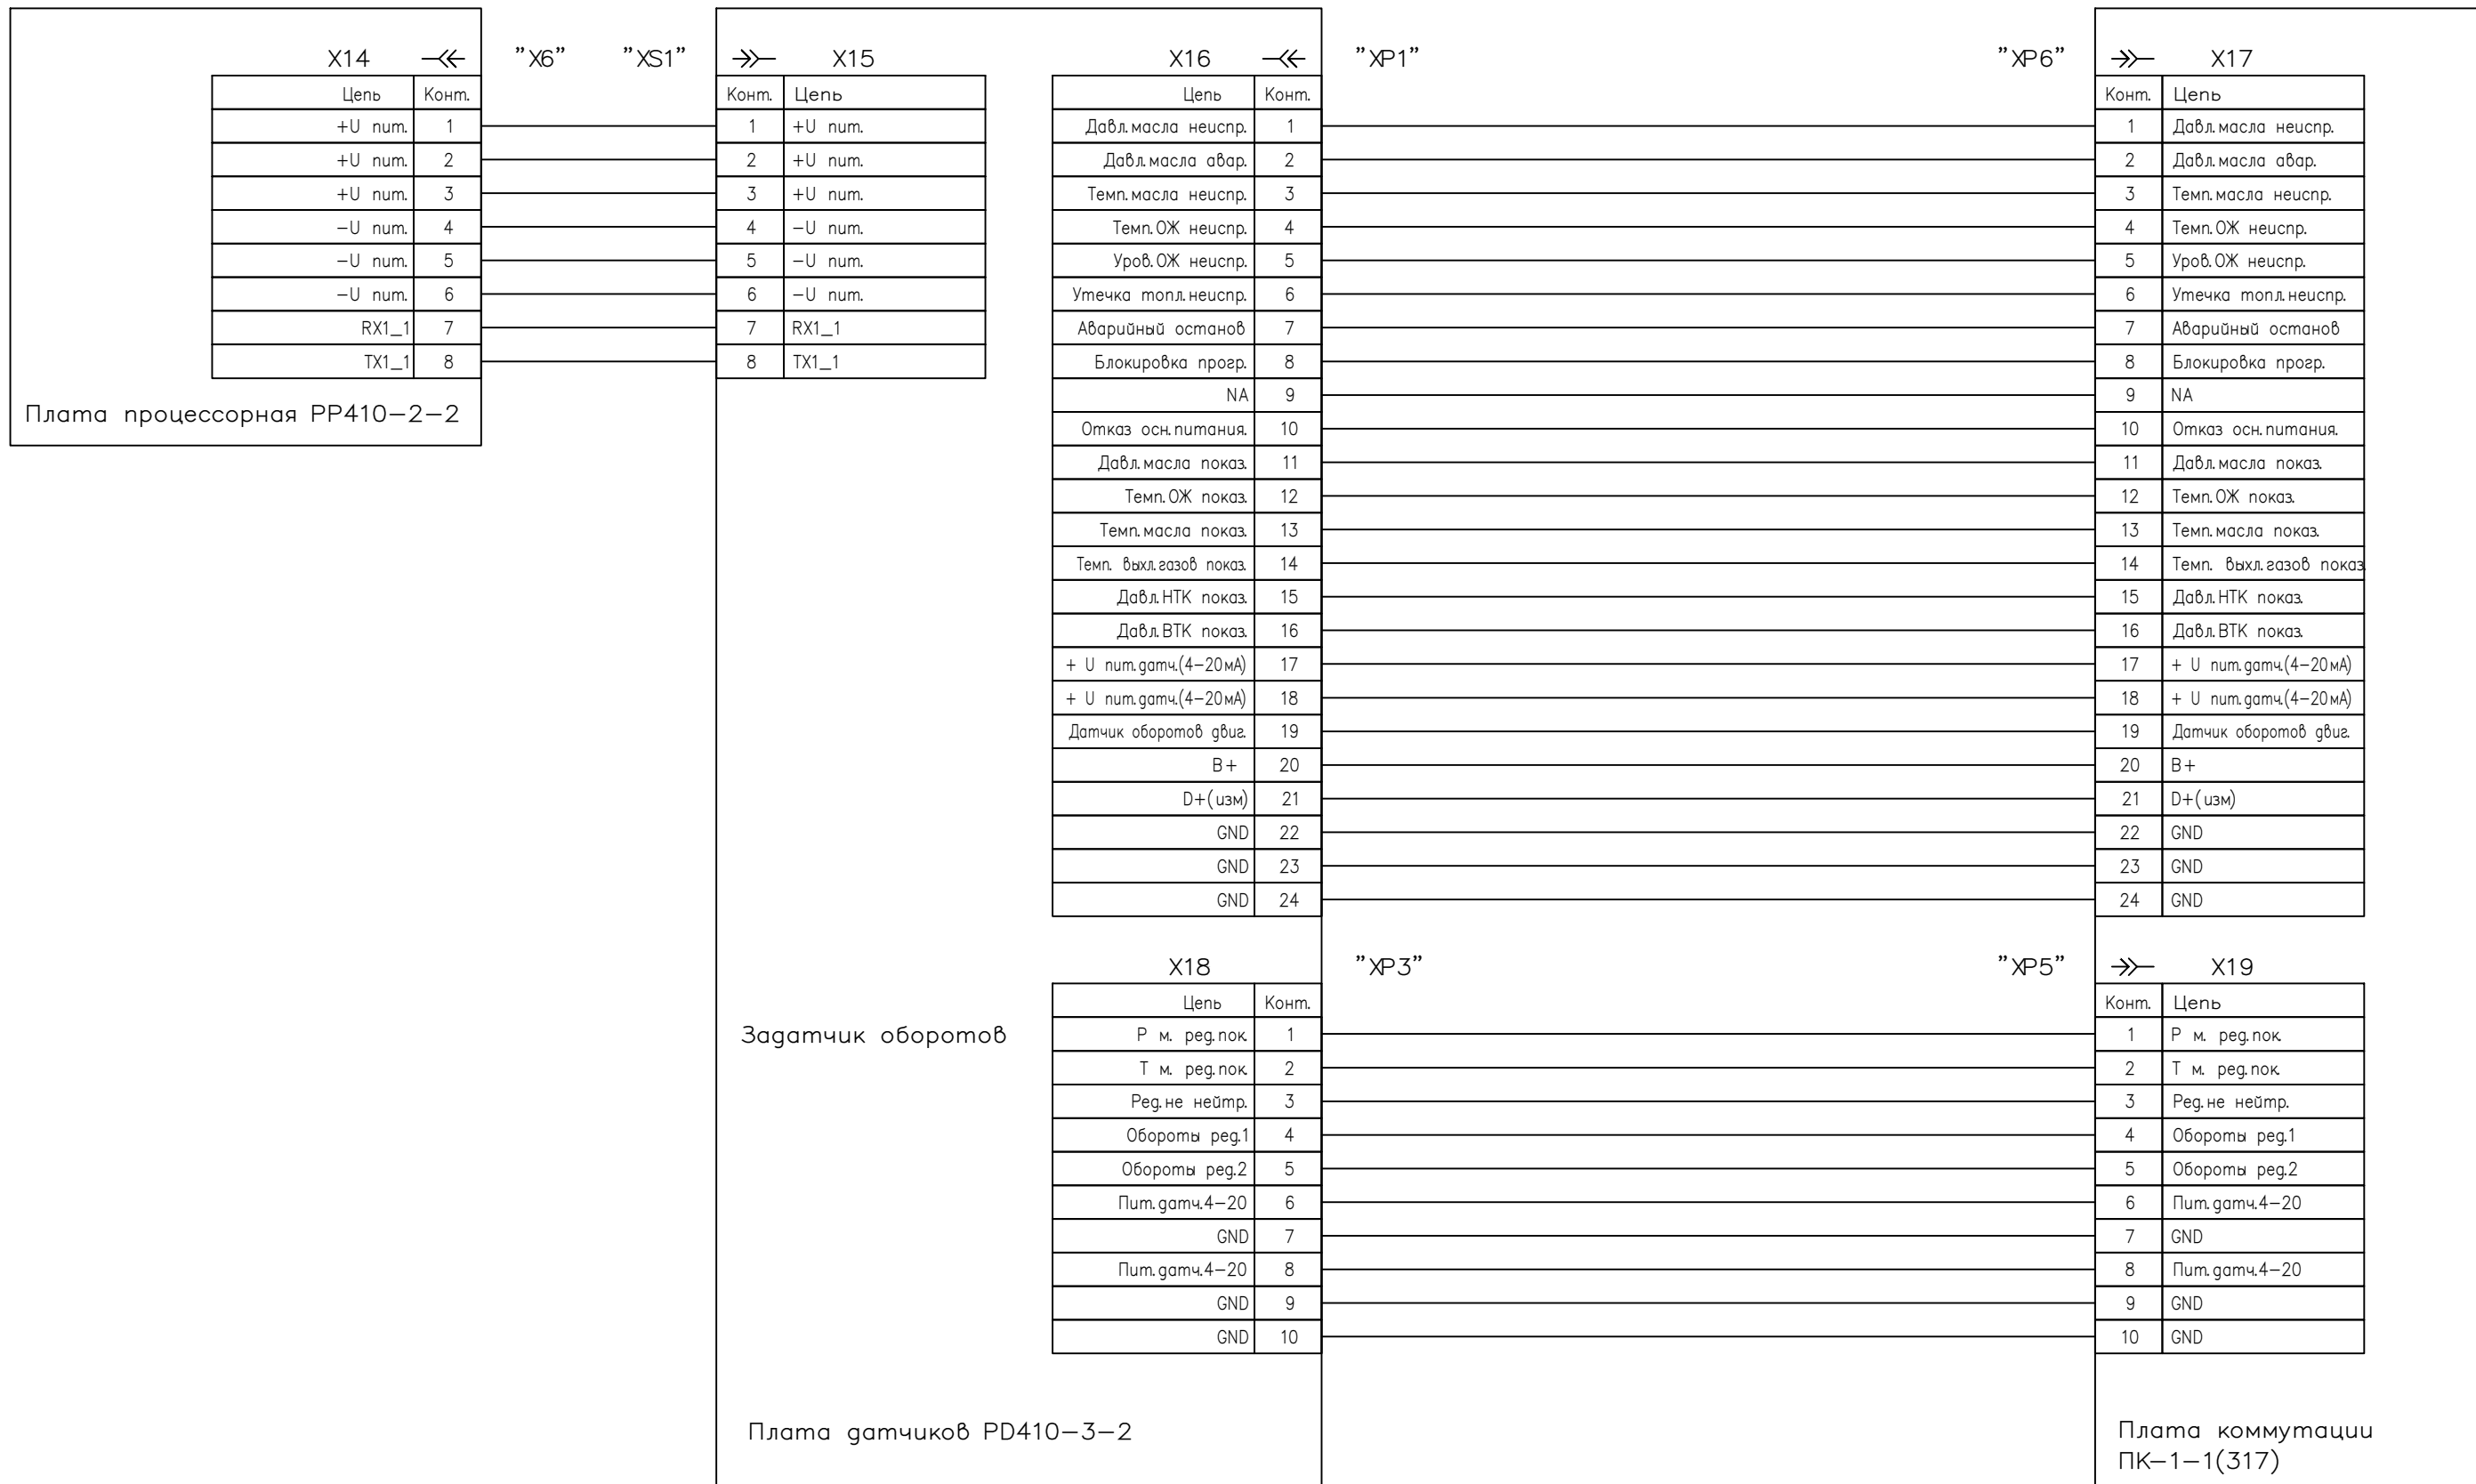 X14 "X6" "XS1" X15 X16 "XP1" "XP6" X17
Цепь Конт. Конт. Цепь Цепь Конт. Конт. Цепь
+U пит. 1 1 +U пит. Давл.масла неиспр. 1 1 Давл.масла неиспр.
+U пит. 2 2 +U пит. Давл.масла авар. 2 2 Давл.масла авар.
+U пит. 3 3 +U пит. Темп.масла неиспр. 3 3 Темп.масла неиспр.
−U пит. 4 4 −U пит. Темп.ОЖ неиспр. 4 4 Темп.ОЖ неиспр.
−U пит. 5 5 −U пит. Уров.ОЖ неиспр. 5 5 Уров.ОЖ неиспр.
−U пит. 6 6 −U пит. Утечка топл.неиспр. 6 6 Утечка топл.неиспр.
RX1_1 7 7 RX1_1 Аварийный останов 7 7 Аварийный останов
TX1_1 8 8 TX1_1 Блокировка прогр. 8 8 Блокировка прогр.
NA 9 9 NA
Плата процессорная PP410−2−2
Отказ осн.питания. 10 10 Отказ осн.питания.
Давл.масла показ. 11 11 Давл.масла показ.
Темп.ОЖ показ. 12 12 Темп.ОЖ показ.
Темп.масла показ. 13 13 Темп.масла показ.
Темп. выхл.газов показ. 14 14 Темп. выхл.газов показ.
Давл.НТК показ. 15 15 Давл.НТК показ.
Давл.ВТК показ. 16 16 Давл.ВТК показ.
+ U пит.датч.(4−20мА) 17 17 + U пит.датч.(4−20мА)
+ U пит.датч.(4−20мА) 18 18 + U пит.датч.(4−20мА)
Датчик оборотов двиг. 19 19 Датчик оборотов двиг.
B+ 20 20 B+
D+(изм) 21 21 D+(изм)
GND 22 22 GND
GND 23 23 GND
GND 24 24 GND
X18 "XP3" "XP5" X19
Цепь Конт. Конт. Цепь
Задатчик оборотов Р м. ред.пок. 1 1 Р м. ред.пок.
Т м. ред.пок. 2 2 Т м. ред.пок.
Ред.не нейтр. 3 3 Ред.не нейтр.
Обороты ред.1 4 4 Обороты ред.1
Обороты ред.2 5 5 Обороты ред.2
Пит.датч.4−20 6 6 Пит.датч.4−20
GND 7 7 GND
Пит.датч.4−20 8 8 Пит.датч.4−20
GND 9 9 GND
GND 10 10 GND
Плата датчиков PD410−3−2
Плата коммутации
ПК−1−1(317)